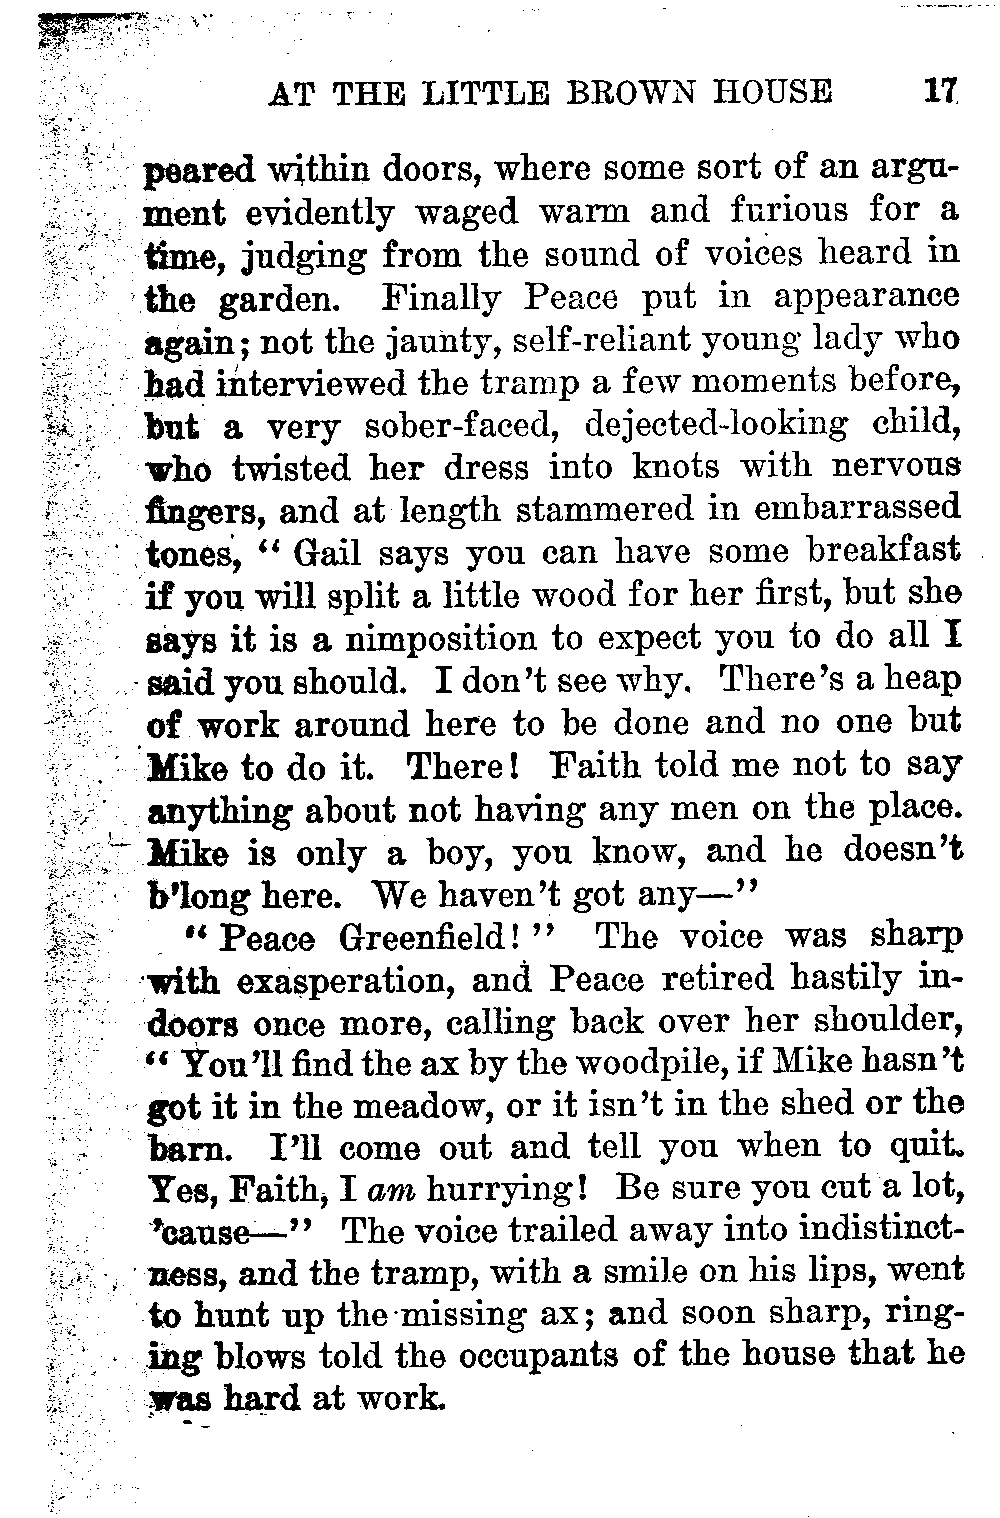 AT THE LITTLE BROWN HOUSE 17
peared within doors, where some sort of an argu-
ment evidently waged warm and furious for a
time, judging from the sound of voices heard in
the garden. Finally Peace put in appearance
again; not the jaunty, self-reliant young lady who
had interviewed the tramp a few moments before,
but a very sober-faced, dejected-looking child,
who twisted her dress into knots with nervous
fingers, and at length stammered in embarrassed
tones, “ Gail says you can have some breakfast
if you will split a little wood for her first, but she
says it is a nimposition to expect you to do all I
said you should. I don’t see why. There’s a heap
of work around here to be done and no one but
Mike to do it. There! Faith told me not to say
anything about not having any men on the place.
Mike is only a boy, you know, and he doesn’t
b’long here. We haven’t got any—”
“ Peace Greenfield! ” The voice was sharp
with exasperation, and Peace retired hastily in-
doors once more, calling back over her shoulder,
“ You’ll find the ax by the woodpile, if Mike hasn’t
got it in the meadow, or it isn’t in the shed or the
barn. I’ll come out and tell you when to quit.
Yes, Faith, I am hurrying! Be sure you cut a lot,
’cause—” The voice trailed away into indistinct-
ness, and the tramp, with a smile on his lips, went
to hunt up the missing ax; and soon sharp, ring-
ing blows told the occupants of the house that he
was hard at work.